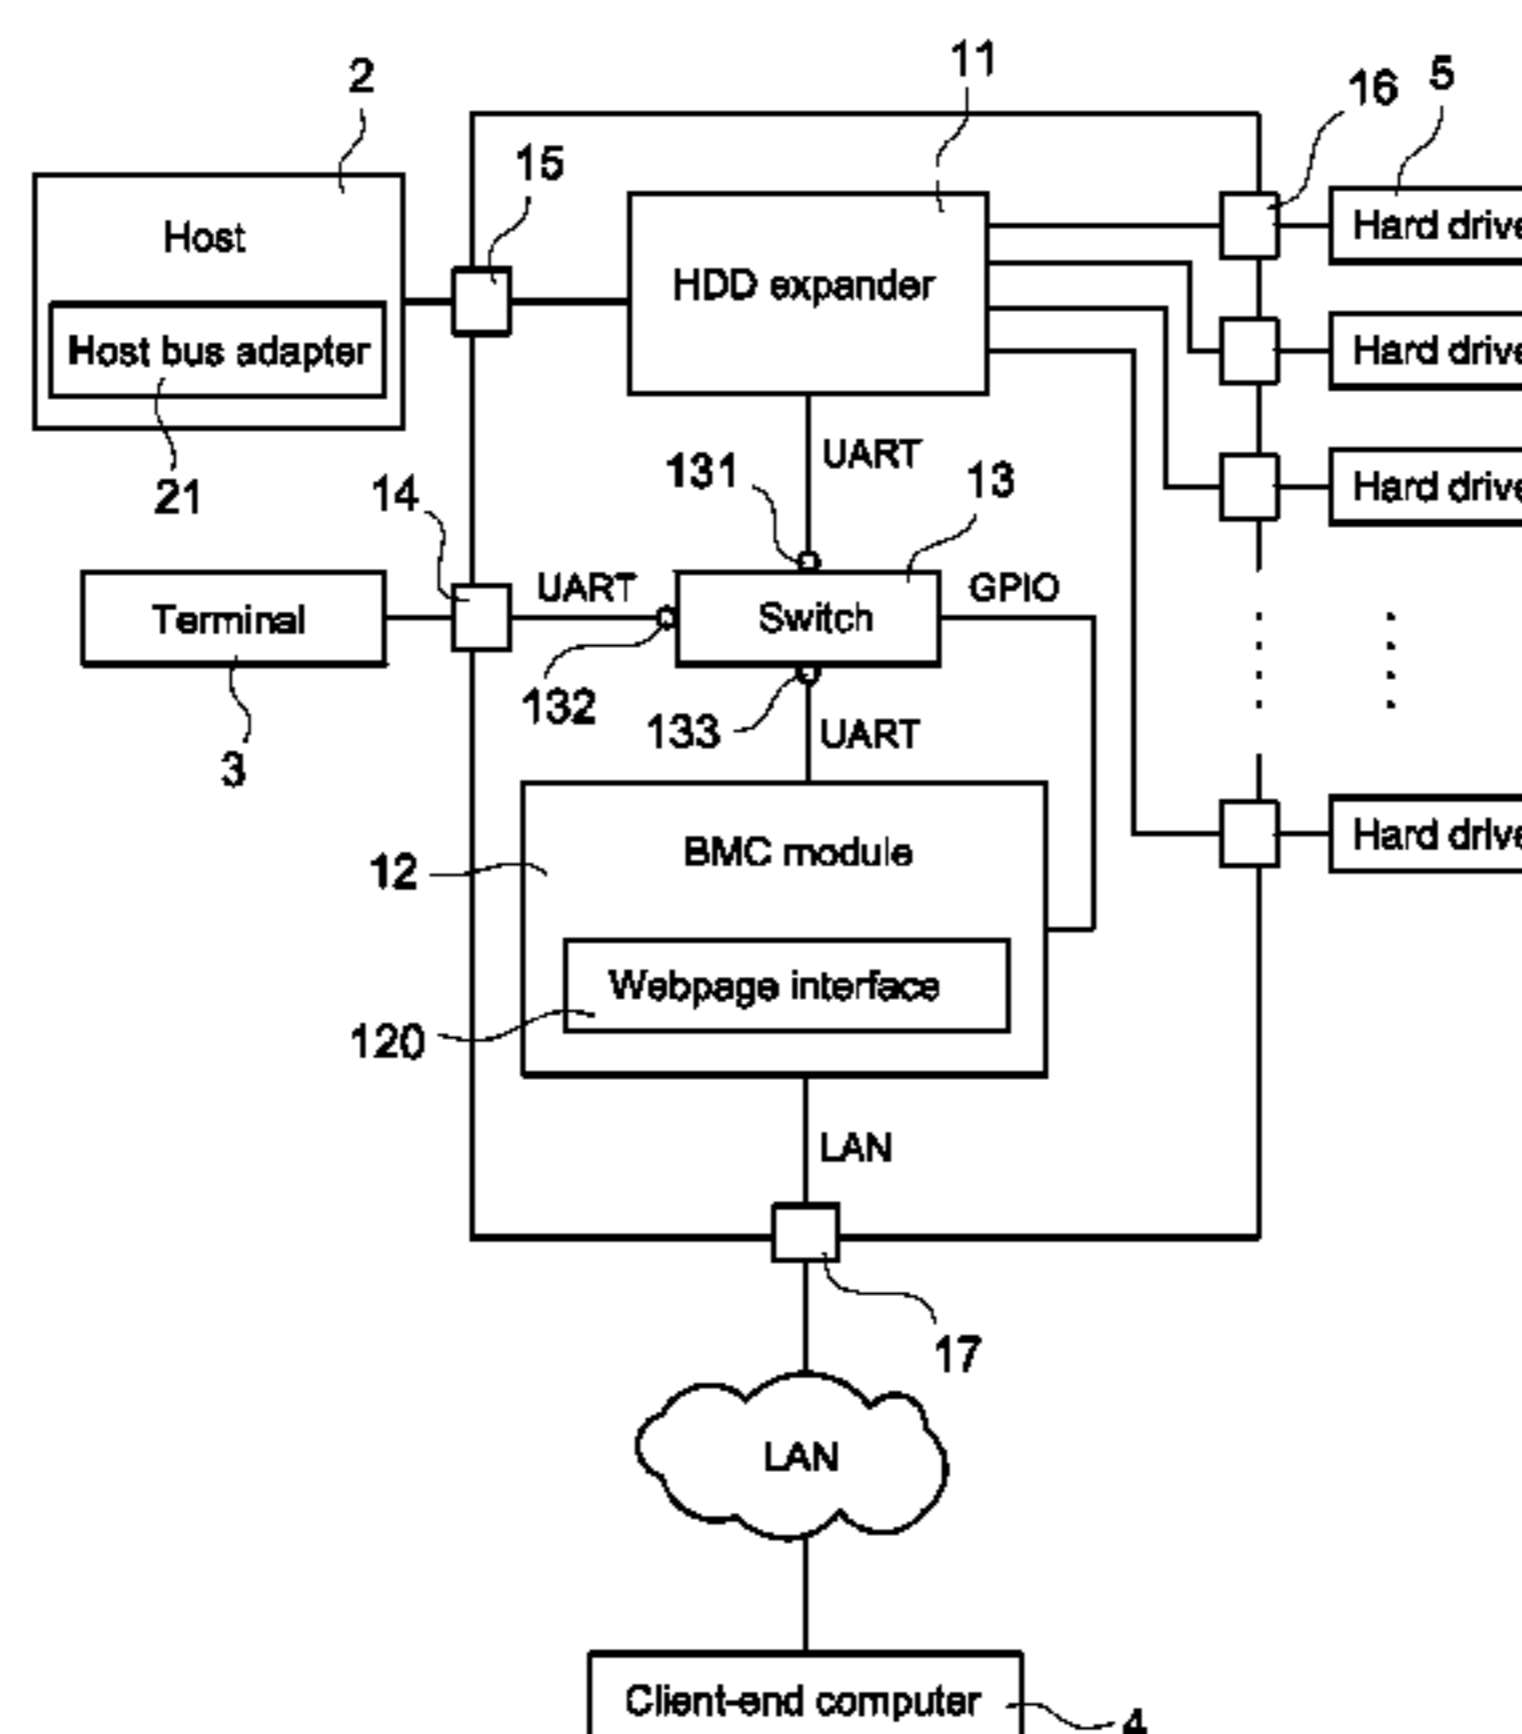 11
2
16
5
15
Host
HDD expander
Hard drive
Host bus adapter
Hard drive
21
UART
131
13
14
Hard drive
UART
GPIO
Terminal
Switch
132
133
UART
3
BMC module
Hard drive
12
Webpage interface
120
LAN
17
LAN
Client-end computer
4